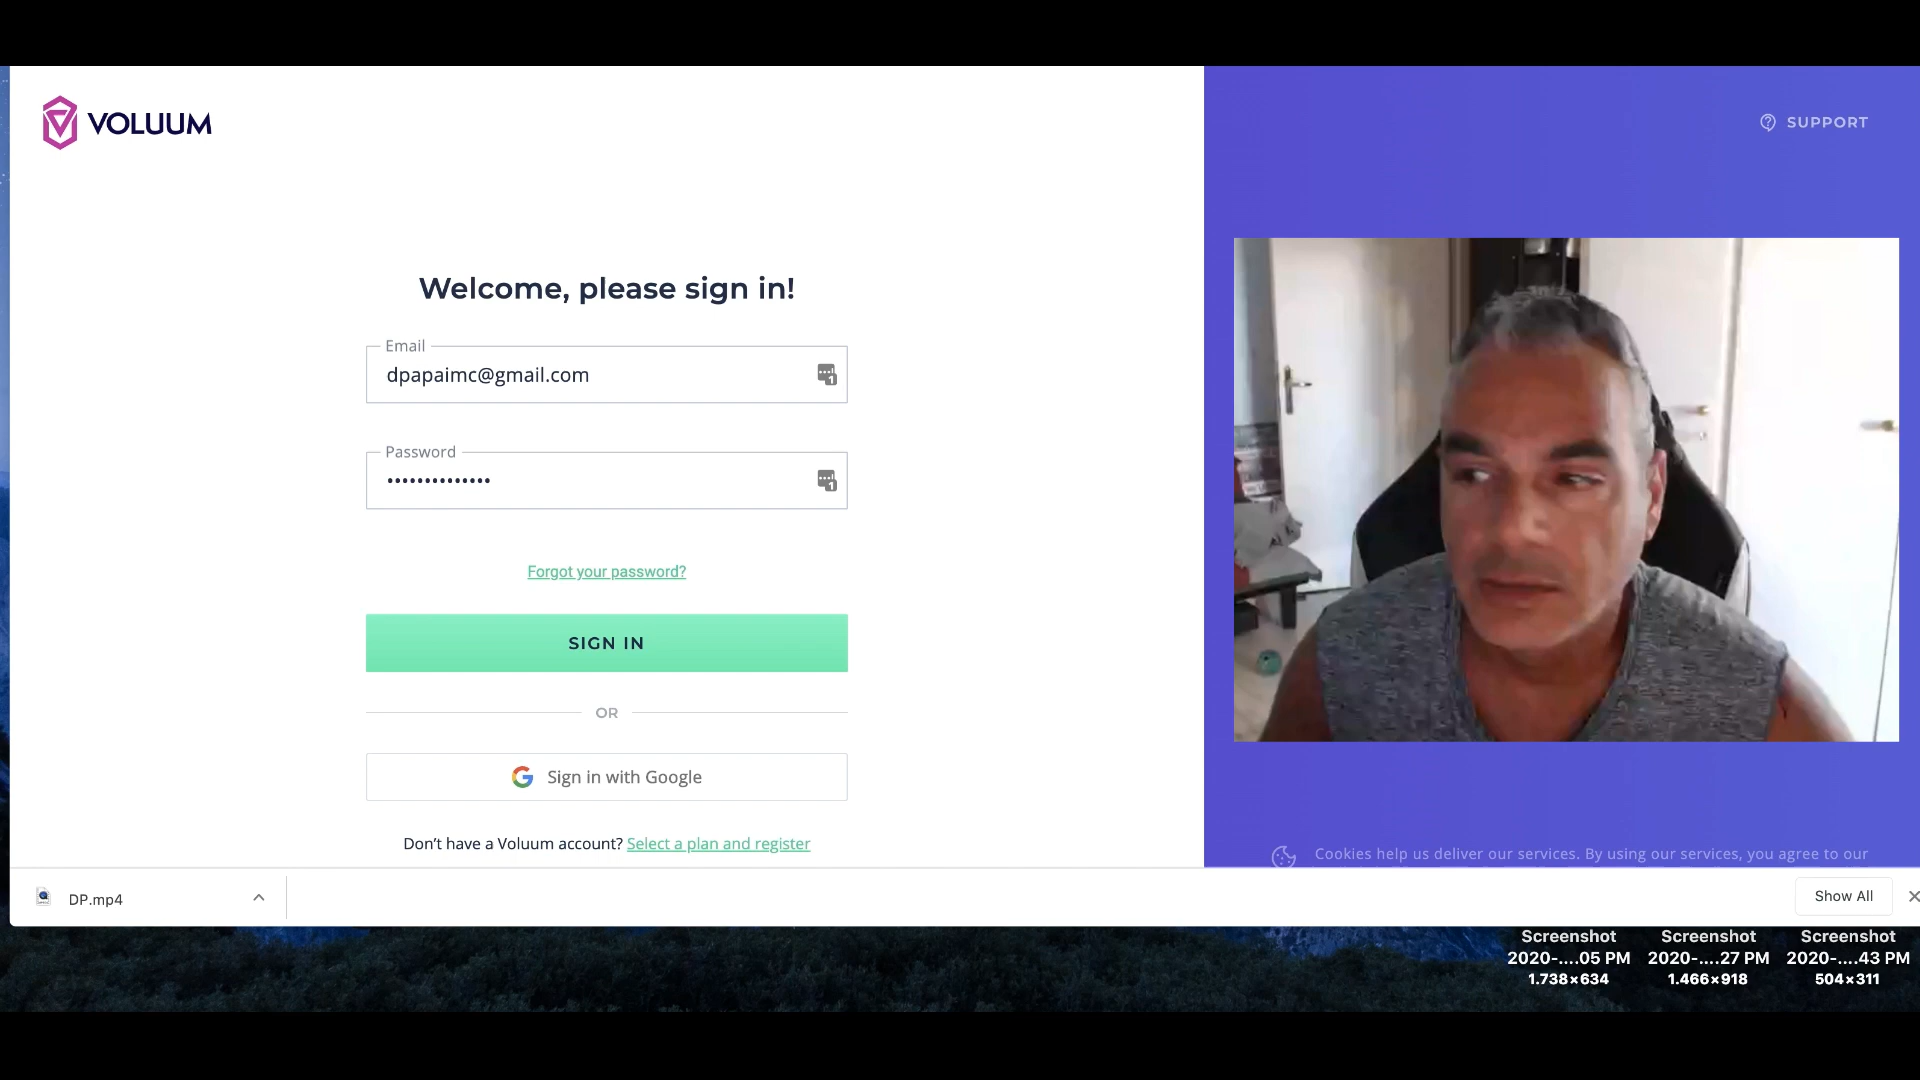 VOLUUM
SUPPORT
Welcome, please sign in!
Email
dpapaimc@gmail.com
Password
••••••••••••••
Forgot your password?
SIGN IN
OR
Sign in with Google
Don't have a Voluum account? Select a plan and register
Cookies help us deliver our services. By using our services, you agree to our
DP.mp4
Show All
Screenshot
2020-....05 PM
1.738×634
Screenshot
2020-....27 PM
1.466×918
Screenshot
2020-....43 PM
504×311